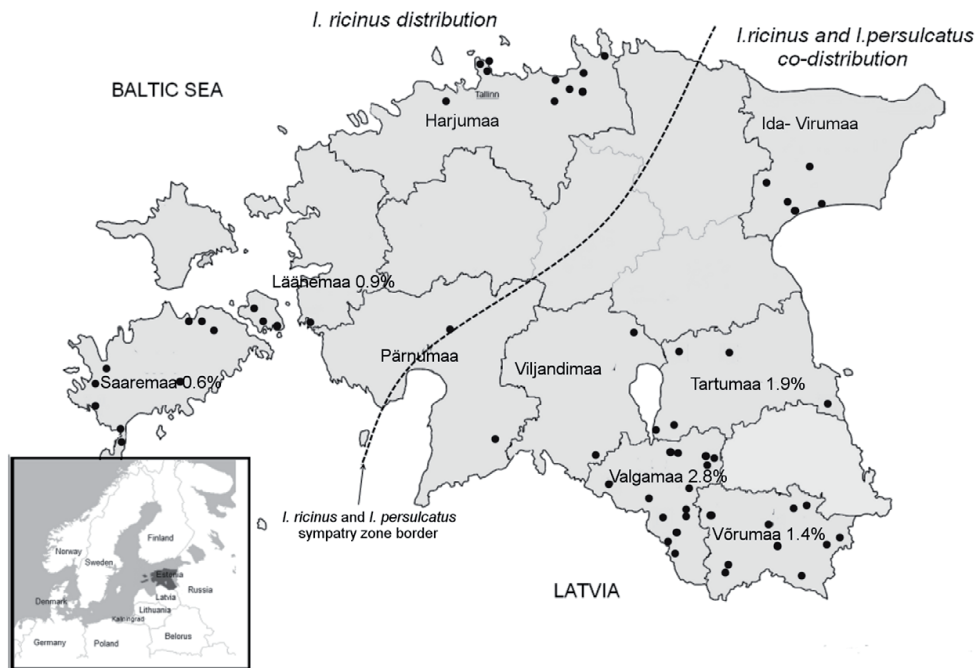 I. ricinus distribution
I.ricinus and I.persulcatus
co-distribution
BALTIC SEA
Tallinn
Harjumaa
Ida- Virumaa
Läänemaa 0.9%
Pärnumaa
Viljandimaa
Saaremaa 0.6%
Tartumaa 1.9%
Valgamaa 2.8%
I. ricinus and I. persulcatus
sympatry zone border
Võrumaa 1.4%
LATVIA
Norway
Finland
Sweden
Estonia
Latvia
Russia
Denmark
Lithuania
Kaliningrad
Germany
Poland
Belorus